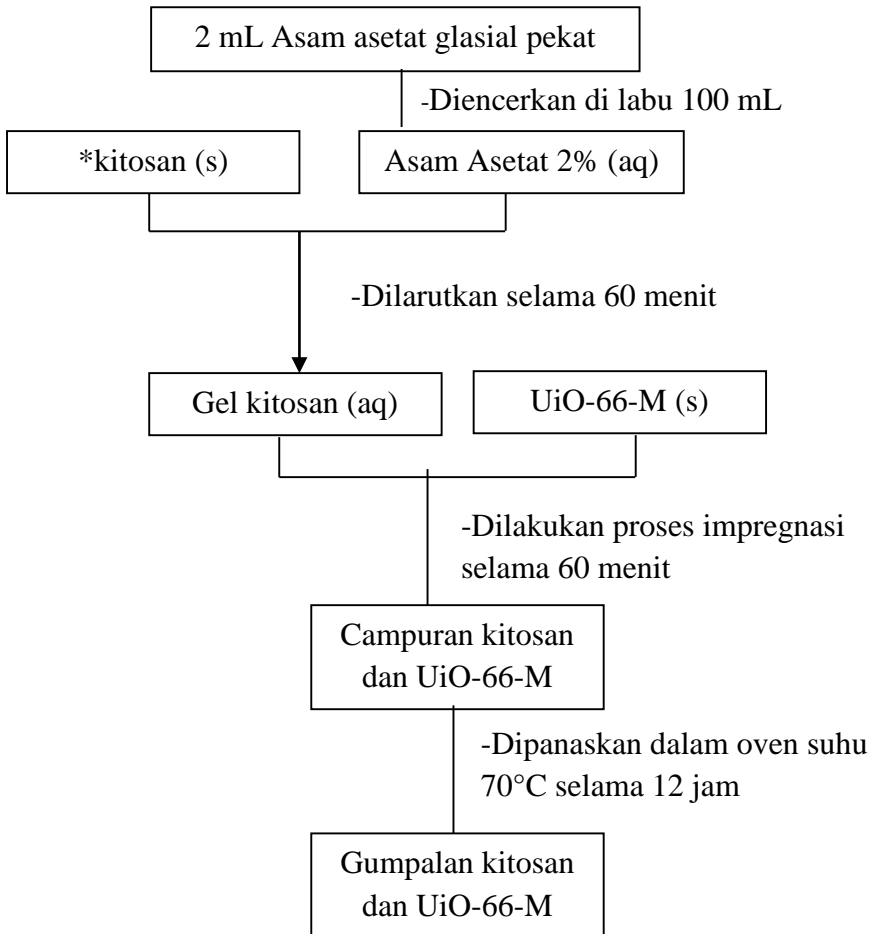 2 mL Asam asetat glasial pekat
-Diencerkan di labu 100 mL
*kitosan (s)
Asam Asetat 2% (aq)
-Dilarutkan selama 60 menit
Gel kitosan (aq)
UiO-66-M (s)
-Dilakukan proses impregnasi
selama 60 menit
Campuran kitosan
dan UiO-66-M
-Dipanaskan dalam oven suhu
70°C selama 12 jam
Gumpalan kitosan
dan UiO-66-M